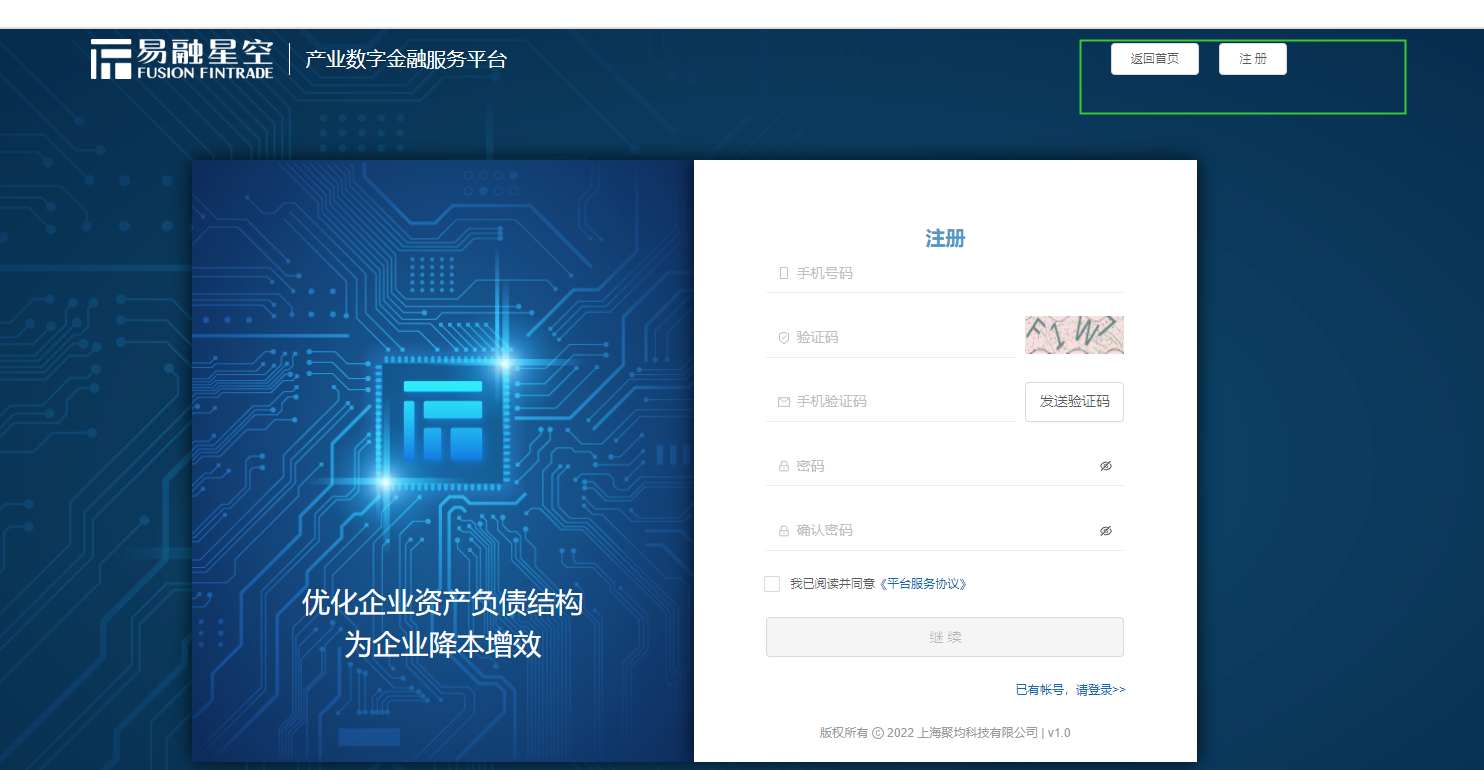 易融星空
FUSION FINTRADE
产业数字金融服务平台
返回首页
注 册
优化企业资产负债结构
为企业降本增效
注册
手机号码
验证码
F1W7
手机验证码
发送验证码
密码
确认密码
我已阅读并同意《平台服务协议》
继 续
已有帐号，请登录>>
版权所有 © 2022 上海聚均科技有限公司 | v1.0